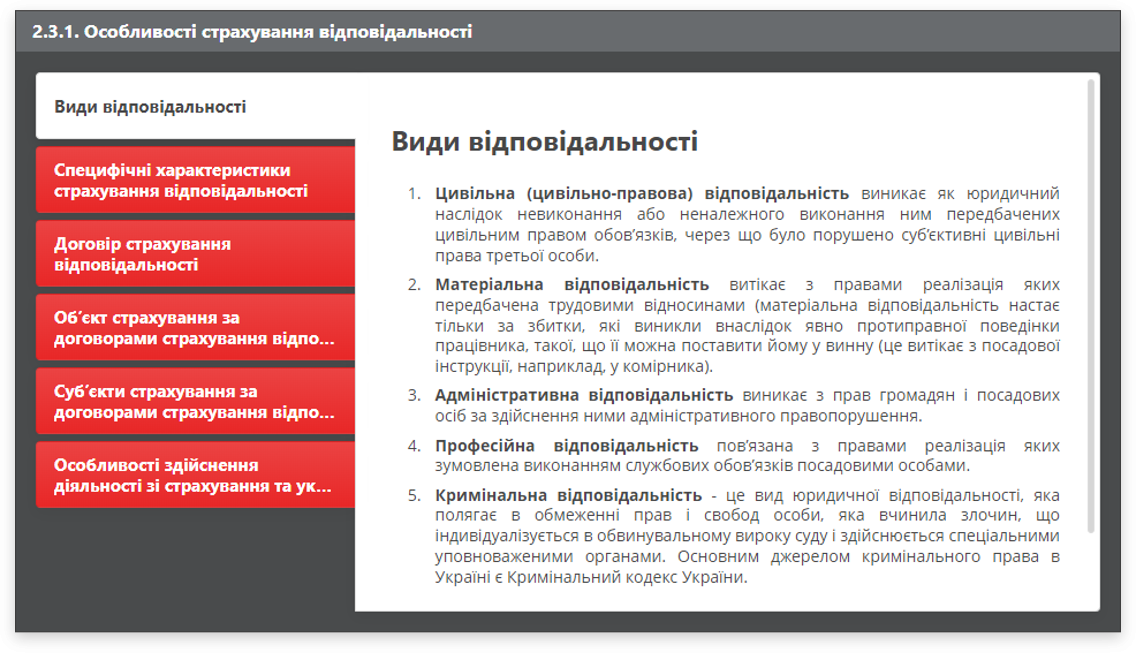 2.3.1. Особливості страхування відповідальності
Види відповідальності
Специфічні характеристики
страхування відповідальності
Договір страхування
відповідальності
Об´єкт страхування за
договорами страхування відпо...
Суб´єкти страхування за
договорами страхування відпо...
Особливості здійснення
діяльності зі страхування та ук...
Види відповідальності
1. Цивільна (цивільно-правова) відповідальність виникає як юридичний
наслідок невиконання або неналежного виконання ним передбачених
цивільним правом обов’язків, через що було порушено суб’єктивні цивільні
права третьої особи.
2. Матеріальна відповідальність витікає з правами реалізація яких
передбачена трудовими відносинами (матеріальна відповідальність настає
тільки за збитки, які виникли внаслідок явно протиправної поведінки
працівника, такої, що її можна поставити йому у винну (це витікає з посадової
інструкції, наприклад, у комірника).
3. Адміністративна відповідальність виникає з прав громадян і посадових
осіб за здійснення ними адміністративного правопорушення.
4. Професійна відповідальність пов’язана з правами реалізація яких
зумовлена виконанням службових обов’язків посадовими особами.
5. Кримінальна відповідальність - це вид юридичної відповідальності, яка
полягає в обмеженні прав і свобод особи, яка вчинила злочин, що
індивідуалізується в обвинувальному вироку суду і здійснюється спеціальними
уповноваженими органами. Основним джерелом кримінального права в
Україні є Кримінальний кодекс України.